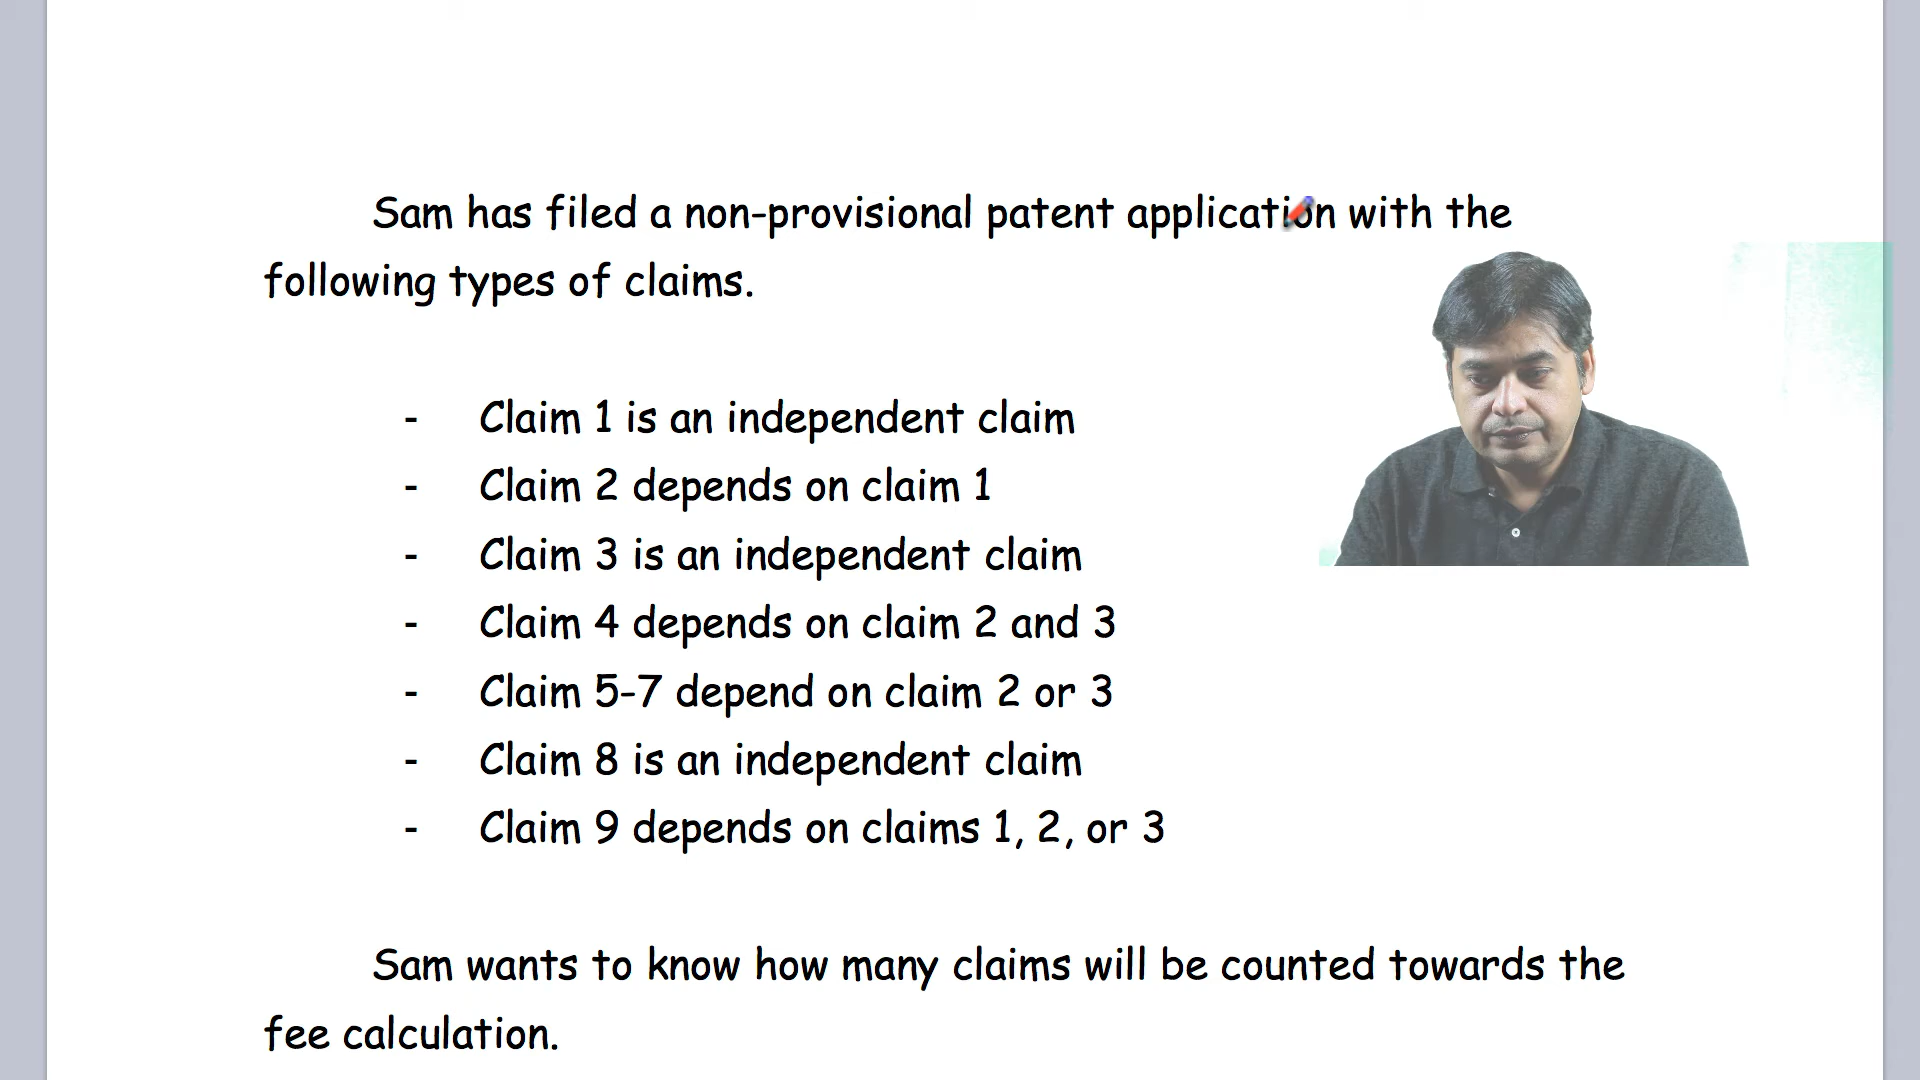 Sam has filed a non-provisional patent application with the
following types of claims.
- Claim 1 is an independent claim
- Claim 2 depends on claim 1
- Claim 3 is an independent claim
- Claim 4 depends on claim 2 and 3
- Claim 5-7 depend on claim 2 or 3
- Claim 8 is an independent claim
- Claim 9 depends on claims 1, 2, or 3
Sam wants to know how many claims will be counted towards the
fee calculation.